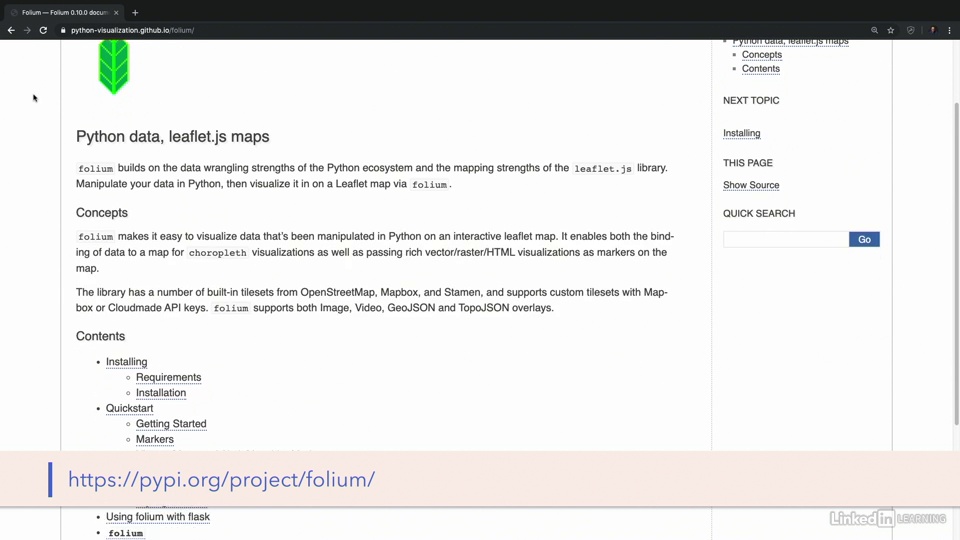 Folium — Folium 0.10.0 docum
python-visualization.github.io/folium/
Python data, leaflet.js maps
Concepts
Contents
NEXT TOPIC
Installing
THIS PAGE
Show Source
QUICK SEARCH
Go
Python data, leaflet.js maps
folium builds on the data wrangling strengths of the Python ecosystem and the mapping strengths of the leaflet.js library.
Manipulate your data in Python, then visualize it in on a Leaflet map via folium.
Concepts
folium makes it easy to visualize data that's been manipulated in Python on an interactive leaflet map. It enables both the bind-
ing of data to a map for choropleth visualizations as well as passing rich vector/raster/HTML visualizations as markers on the
map.
The library has a number of built-in tilesets from OpenStreetMap, Mapbox, and Stamen, and supports custom tilesets with Map-
box or Cloudmade API keys. folium supports both Image, Video, GeoJSON and TopoJSON overlays.
Contents
Installing
Requirements
Installation
Quickstart
Getting Started
Markers
https://pypi.org/project/folium/
Using folium with flask
folium
Linked in LEARNING